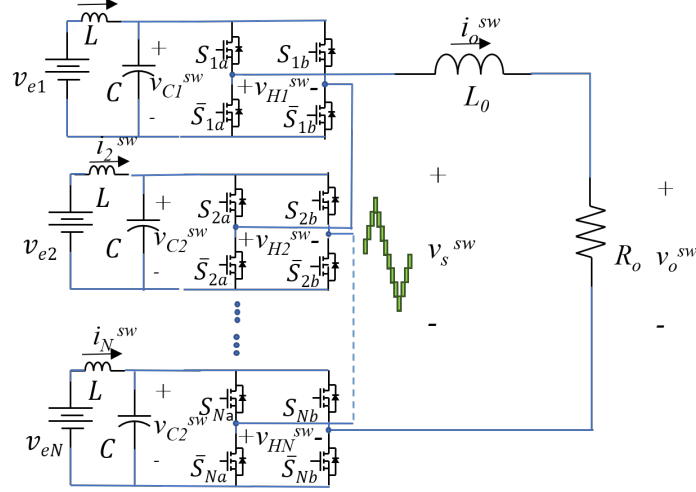 i_o^sw
L
+
S_1a
S_1b
v_e1
C
v_C1^sw
+ v_H1^sw -
L_0
-
S̄_1a
S̄_1b
i_2^sw
L
+
S_2a
S_2b
+
+
v_e2
C
v_C2^sw
+ v_H2^sw -
v_s^sw
R_o
v_o^sw
-
S̄_2a
S̄_2b
-
-
i_N^sw
L
+
S_Na
S_Nb
v_eN
C
v_C2^sw
+ v_HN^sw -
-
S̄_Na
S̄_Nb